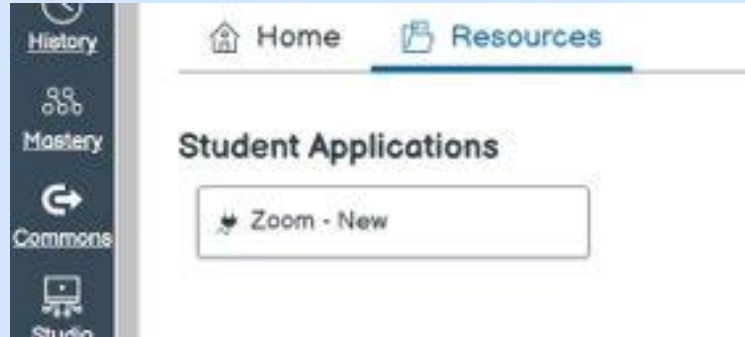 History
Mastery
Commons
Studio
Home Resources
Student Applications
Zoom - New